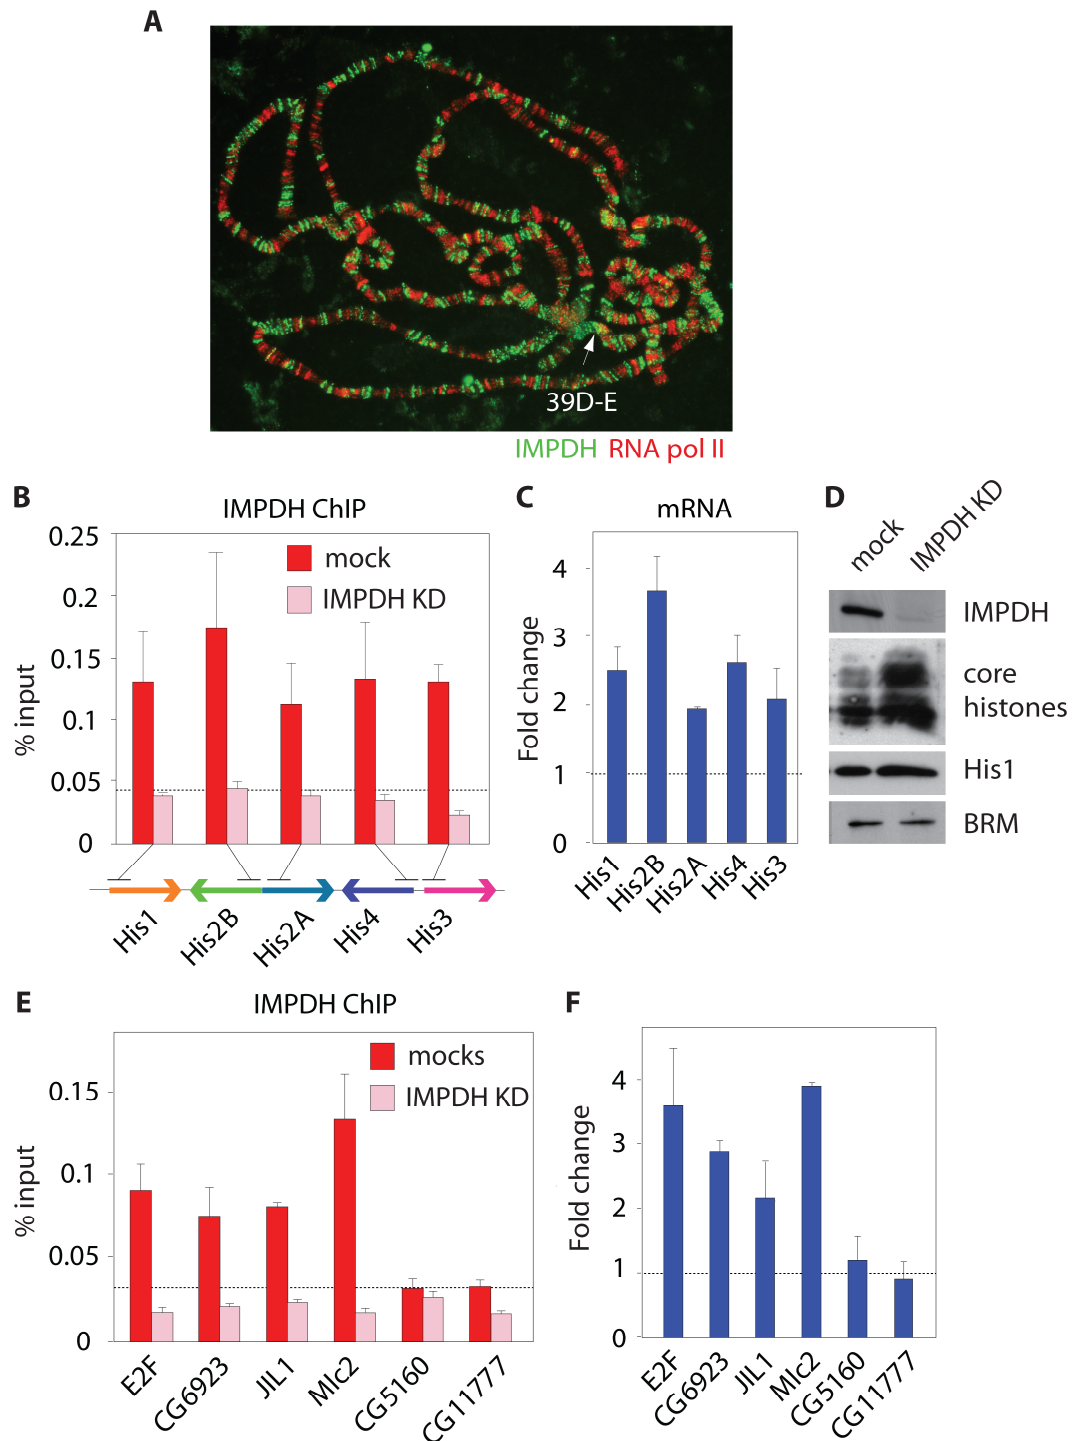 A
39D-E
IMPDH RNA pol II
B
IMPDH ChIP
0.25
0.2
0.15
0.1
0.05
0
% input
mock
IMPDH KD
His1
His2B
His2A
His4
His3
C
mRNA
4
3
2
1
0
Fold change
His1
His2B
His2A
His4
His3
D
mock
IMPDH KD
IMPDH
core
histones
His1
BRM
E
IMPDH ChIP
0.15
0.1
0.05
0
% input
mocks
IMPDH KD
E2F
CG6923
JIL1
Mlc2
CG5160
CG11777
F
4
3
2
1
0
Fold change
E2F
CG6923
JIL1
Mlc2
CG5160
CG11777